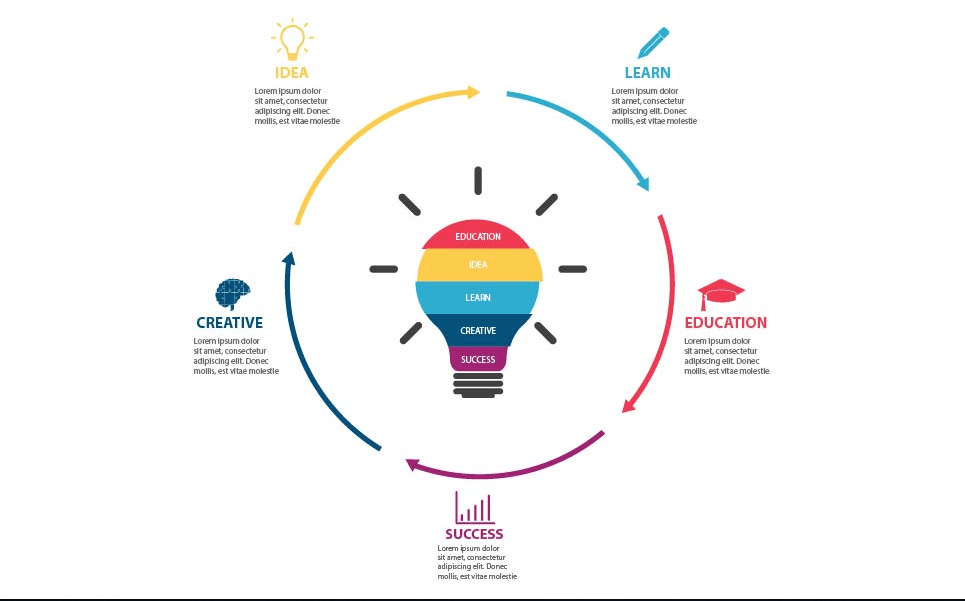 IDEA
Lorem ipsum dolor
sit amet, consectetur
adipiscing elit. Donec
mollis, est vitae molestie
LEARN
Lorem ipsum dolor
sit amet, consectetur
adipiscing elit. Donec
mollis, est vitae molestie
EDUCATION
IDEA
LEARN
CREATIVE
SUCCESS
CREATIVE
Lorem ipsum dolor
sit amet, consectetur
adipiscing elit. Donec
mollis, est vitae molestie
EDUCATION
Lorem ipsum dolor
sit amet, consectetur
adipiscing elit. Donec
mollis, est vitae molestie
SUCCESS
Lorem ipsum dolor
sit amet, consectetur
adipiscing elit. Donec
mollis, est vitae molestie